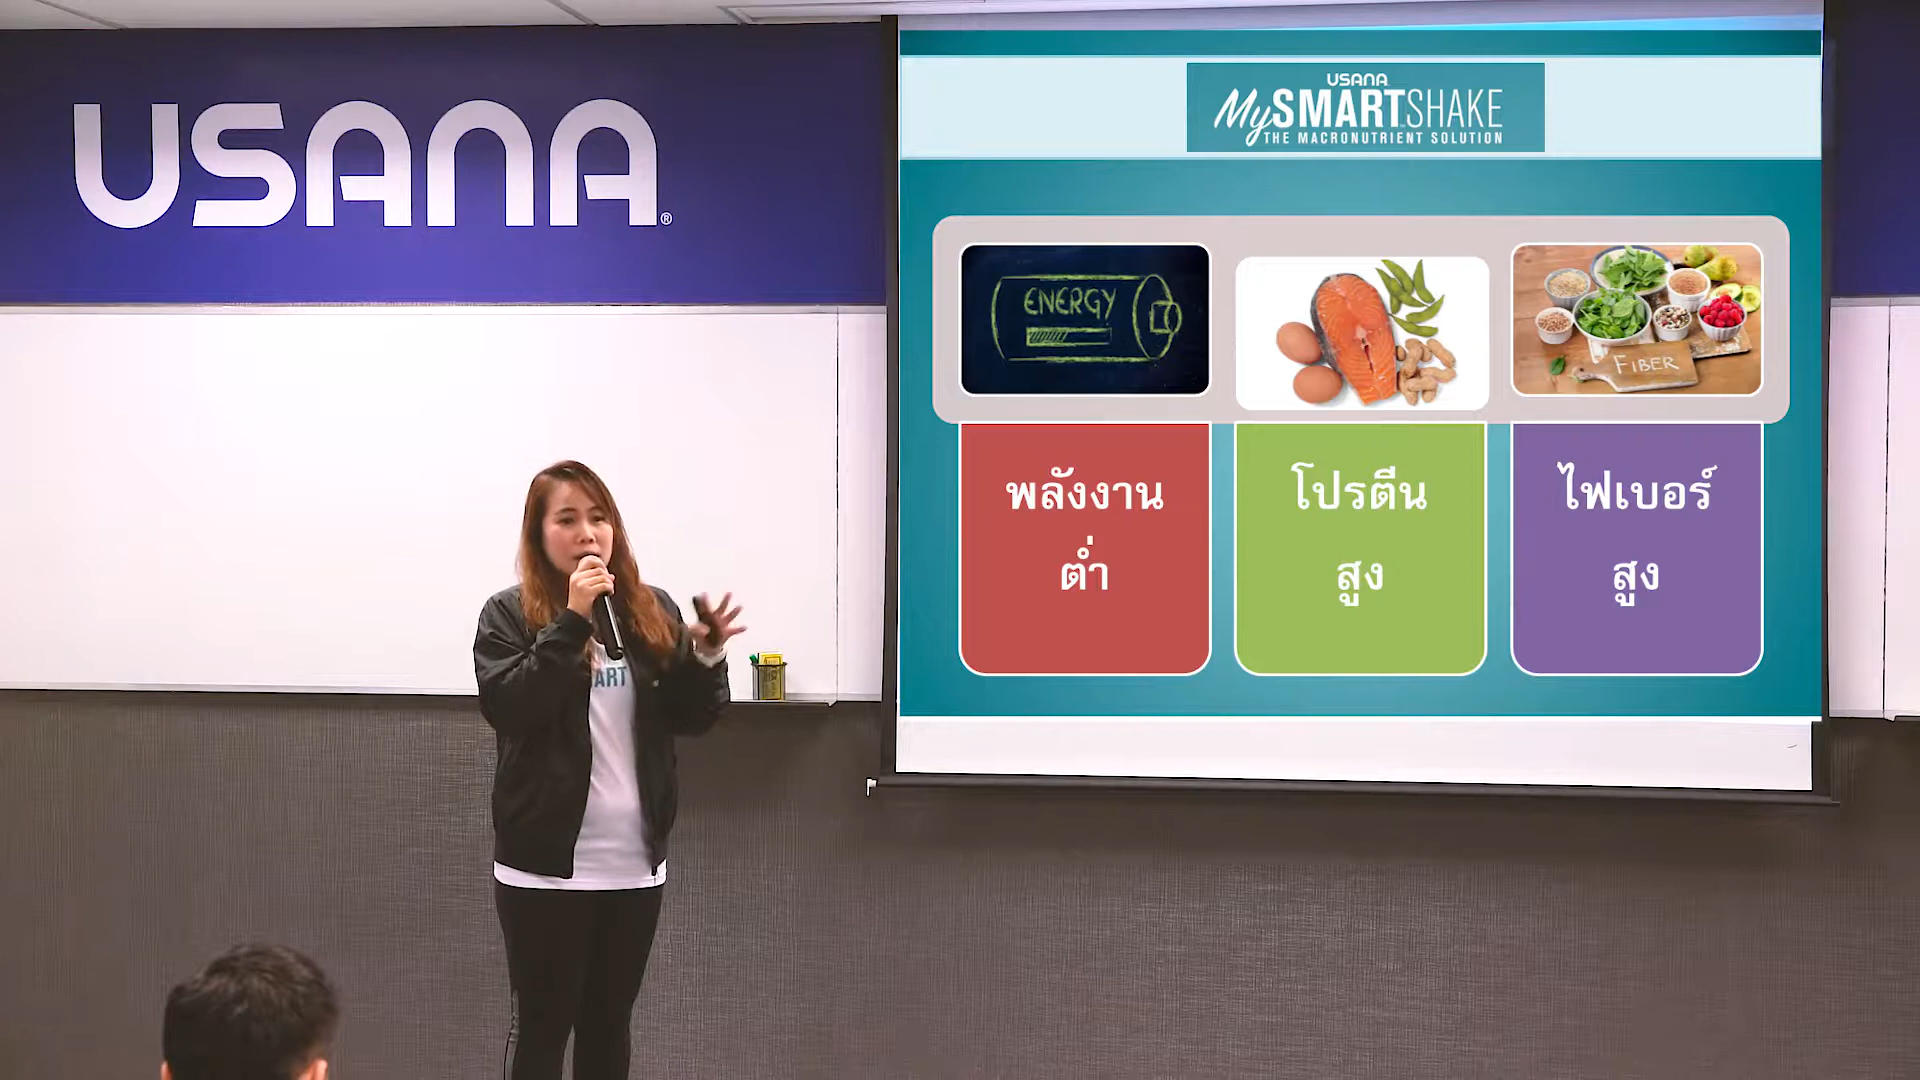 USANA®
USANA
MySMARTSHAKE
THE MACRONUTRIENT SOLUTION
ENERGY
FIBER
พลังงาน
ต่ำ
โปรตีน
สูง
ไฟเบอร์
สูง
ART